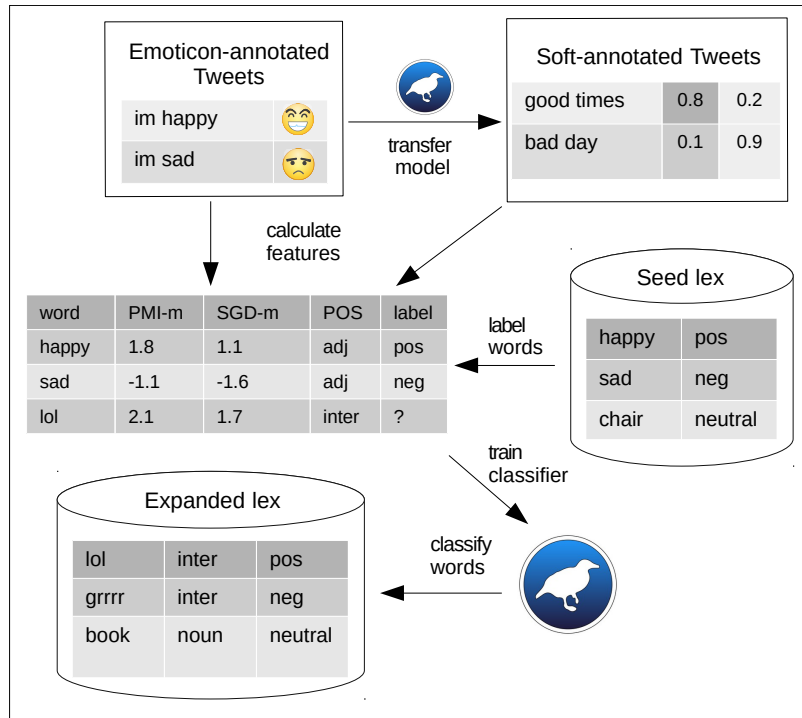 Emoticon-annotated
Tweets
im happy
im sad
transfer
model
Soft-annotated Tweets
good times 0.8 0.2
bad day 0.1 0.9
calculate
features
word PMI-m SGD-m POS label
happy 1.8 1.1 adj pos
sad -1.1 -1.6 adj neg
lol 2.1 1.7 inter ?
label
words
Seed lex
happy pos
sad neg
chair neutral
train
classifier
Expanded lex
lol inter pos
grrrr inter neg
book noun neutral
classify
words